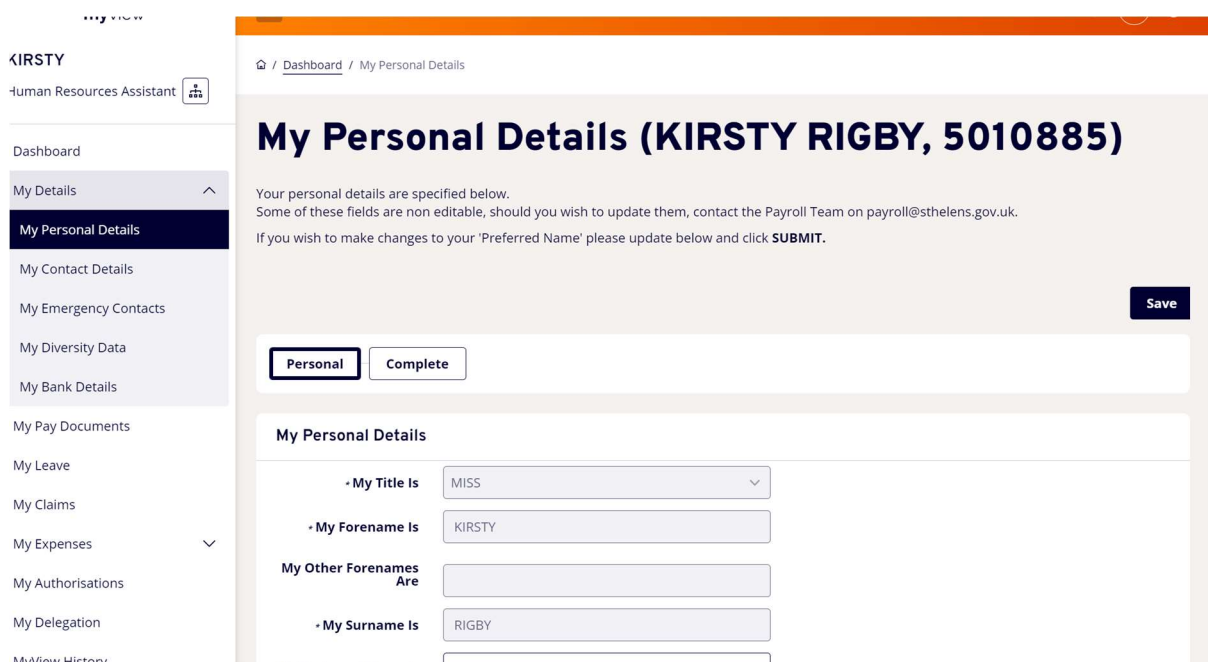 myview
KIRSTY
Human Resources Assistant
Dashboard
My Details
My Personal Details
My Contact Details
My Emergency Contacts
My Diversity Data
My Bank Details
My Pay Documents
My Leave
My Claims
My Expenses
My Authorisations
My Delegation
MyView History
/ Dashboard / My Personal Details
My Personal Details (KIRSTY RIGBY, 5010885)
Your personal details are specified below.
Some of these fields are non editable, should you wish to update them, contact the Payroll Team on payroll@sthelens.gov.uk.
If you wish to make changes to your 'Preferred Name' please update below and click SUBMIT.
Save
Personal Complete
My Personal Details
* My Title Is MISS
* My Forename Is KIRSTY
My Other Forenames
Are
* My Surname Is RIGBY